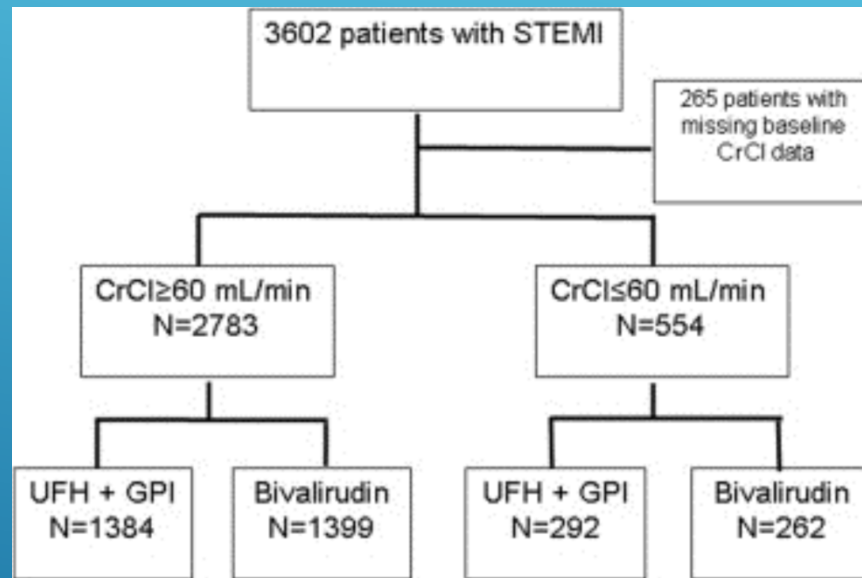 3602 patients with STEMI
265 patients with
missing baseline
CrCl data
CrCl≥60 mL/min
N=2783
CrCl≤60 mL/min
N=554
UFH + GPI
N=1384
Bivalirudin
N=1399
UFH + GPI
N=292
Bivalirudin
N=262